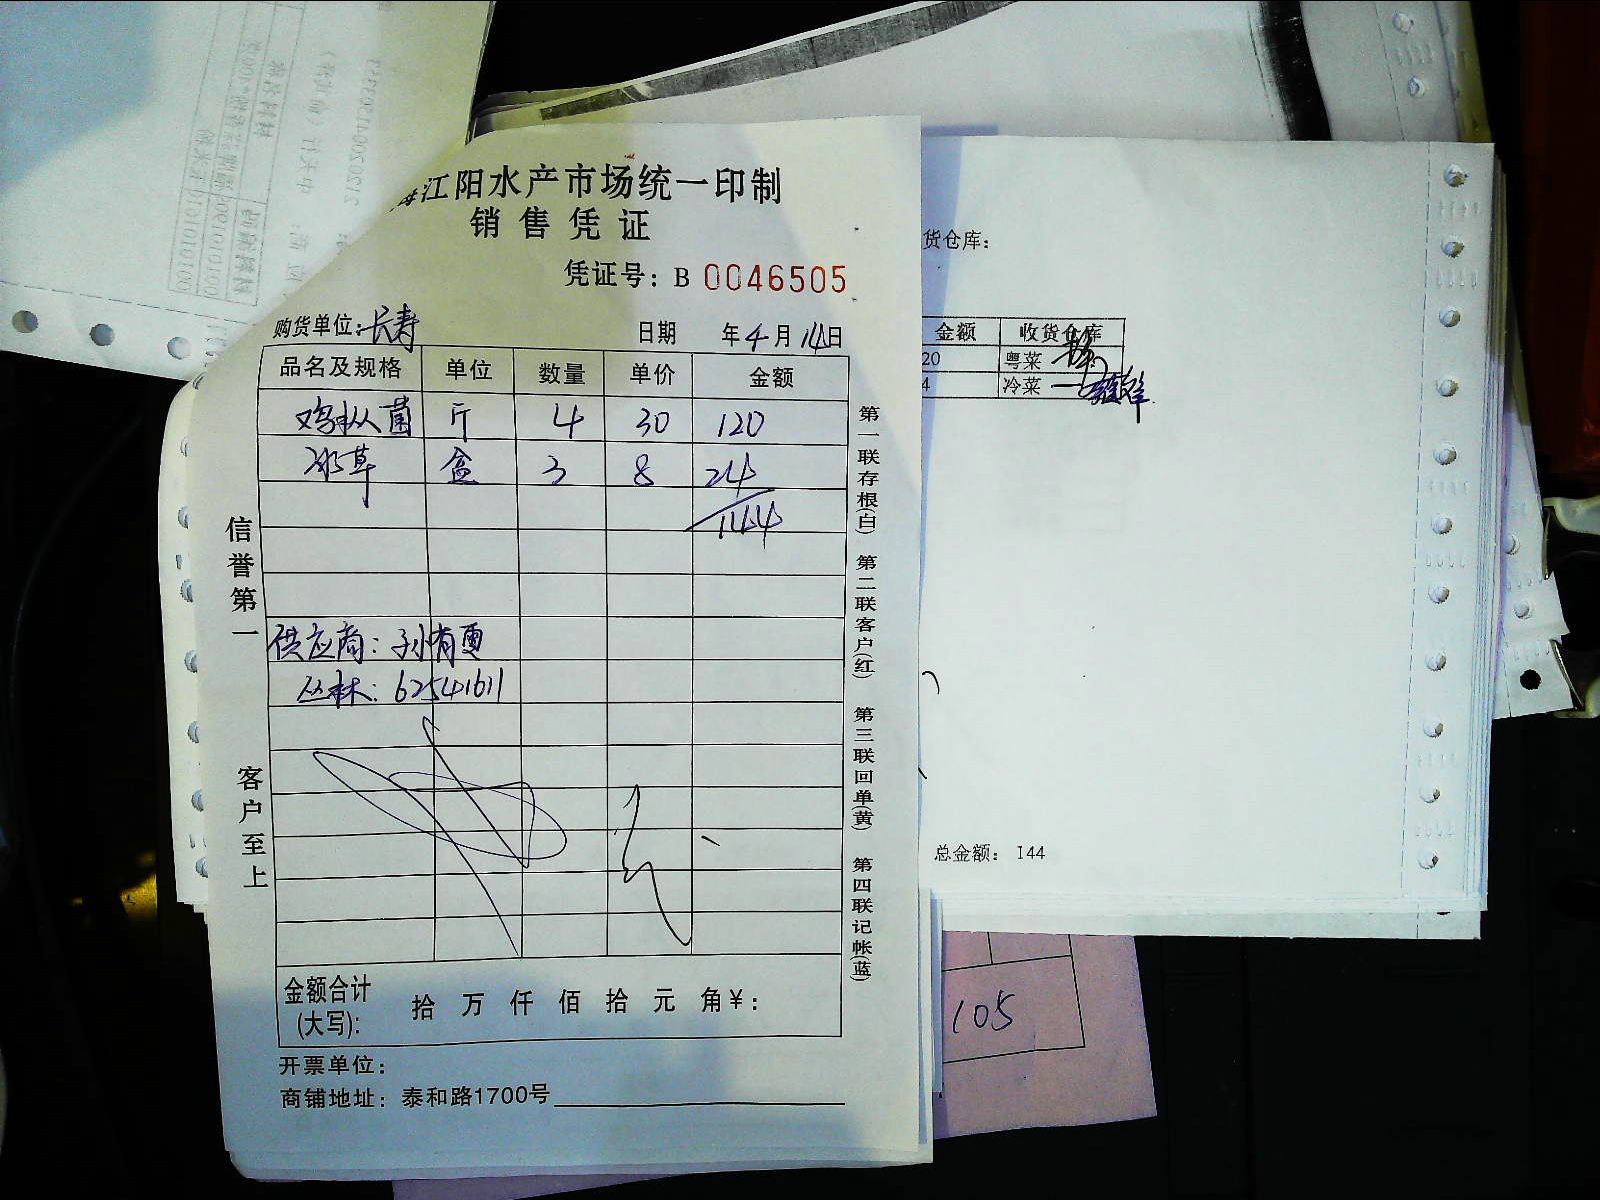 海江阳水产市场统一印制
销售凭证
凭证号：B 0046505
购货单位：长寿 日期 年4月14日
品名及规格 单位 数量 单价 金额
鸡枞菌 斤 4 30 120
冰草 盒 3 8 24
144
供应商：孙有更
丛林：62541611
金额合计
(大写): 拾 万 仟 佰 拾 元 角￥:
开票单位：
商铺地址：泰和路1700号
信誉第一
客户至上
第一联存根(白) 第二联客户(红) 第三联回单(黄) 第四联记帐(蓝)
货仓库：
金额 收货仓库
20 粤菜
4 冷菜
总金额： 144
105